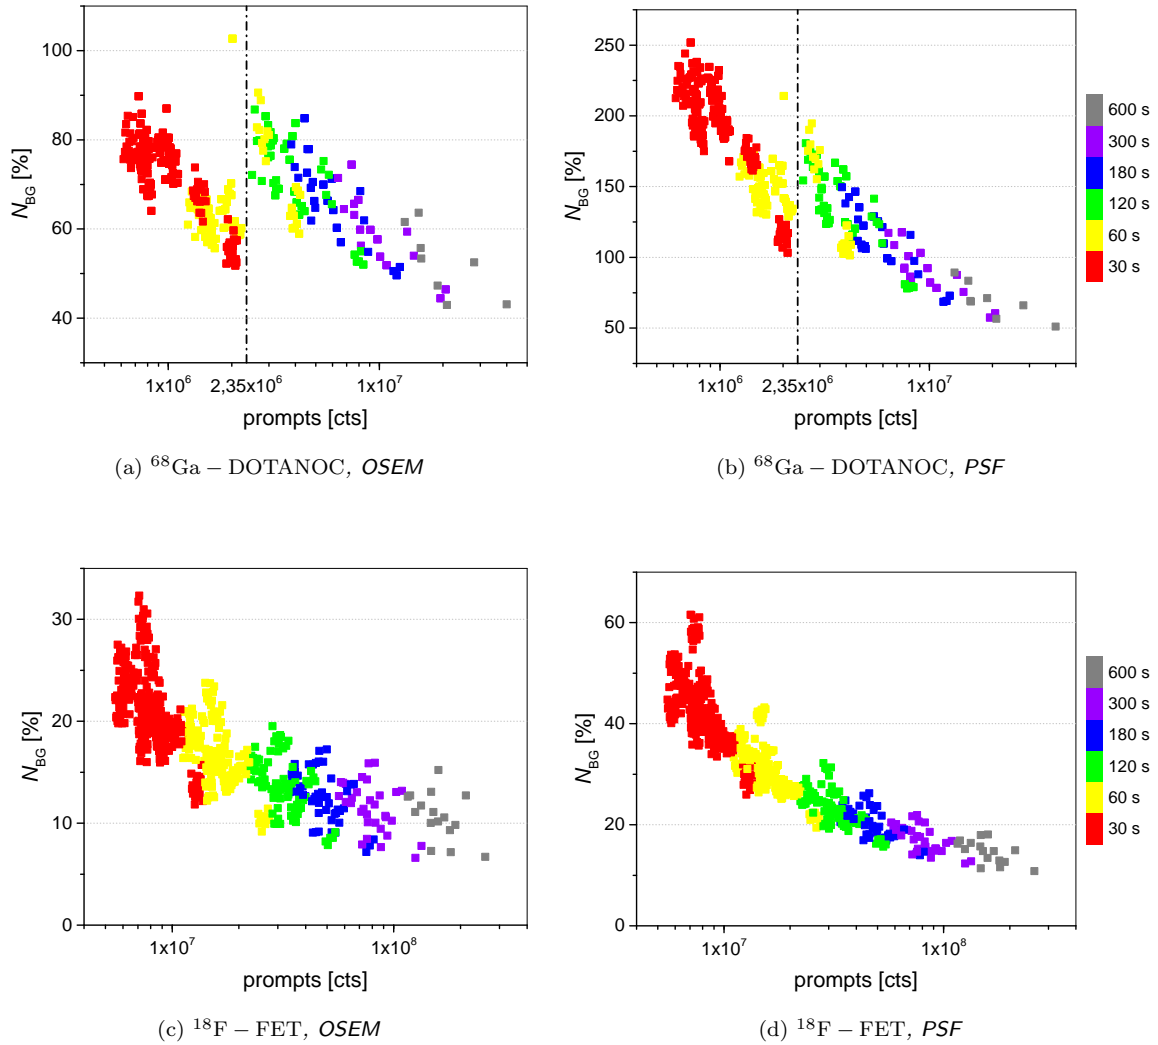 100
80
60
40
N_BG [%]
1x10^6
2,35x10^6
1x10^7
prompts [cts]
(a) ^68Ga – DOTANOC, OSEM
250
200
150
100
50
N_BG [%]
1x10^6
2,35x10^6
1x10^7
prompts [cts]
(b) ^68Ga – DOTANOC, PSF
600 s
300 s
180 s
120 s
60 s
30 s
30
20
10
0
N_BG [%]
1x10^7
1x10^8
prompts [cts]
(c) ^18F – FET, OSEM
60
40
20
0
N_BG [%]
1x10^7
1x10^8
prompts [cts]
(d) ^18F – FET, PSF
600 s
300 s
180 s
120 s
60 s
30 s